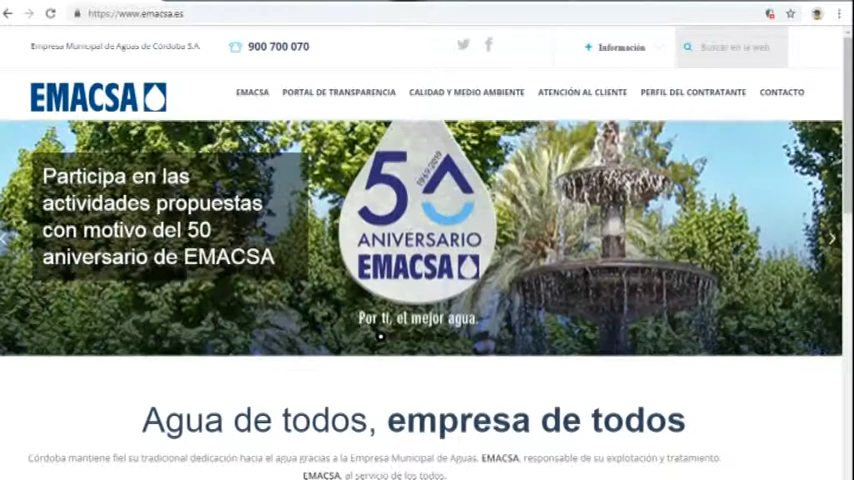 https://www.emacsa.es
Empresa Municipal de Aguas de Córdoba S.A.
900 700 070
Información
Buscar en la web
EMACSA
EMACSA
PORTAL DE TRANSPARENCIA
CALIDAD Y MEDIO AMBIENTE
ATENCIÓN AL CLIENTE
PERFIL DEL CONTRATANTE
CONTACTO
Participa en las
actividades propuestas
con motivo del 50
aniversario de EMACSA
50
1969-2019
ANIVERSARIO
EMACSA
Por ti, el mejor agua.
Agua de todos, empresa de todos
Córdoba mantiene fiel su tradicional dedicación hacia el agua gracias a la Empresa Municipal de Aguas. EMACSA, responsable de su explotación y tratamiento.
EMACSA, al servicio de los todos.